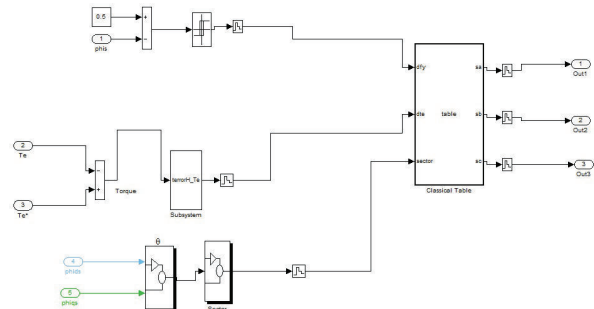 0.5
1
phis
2
Te
3
Te*
Torque
terrorH_Te
Subsystem
4
phids
5
phiqs
θ
Sector
dfy
dte
sector
table
sa
sb
sc
Classical Table
1
Out1
2
Out2
3
Out3